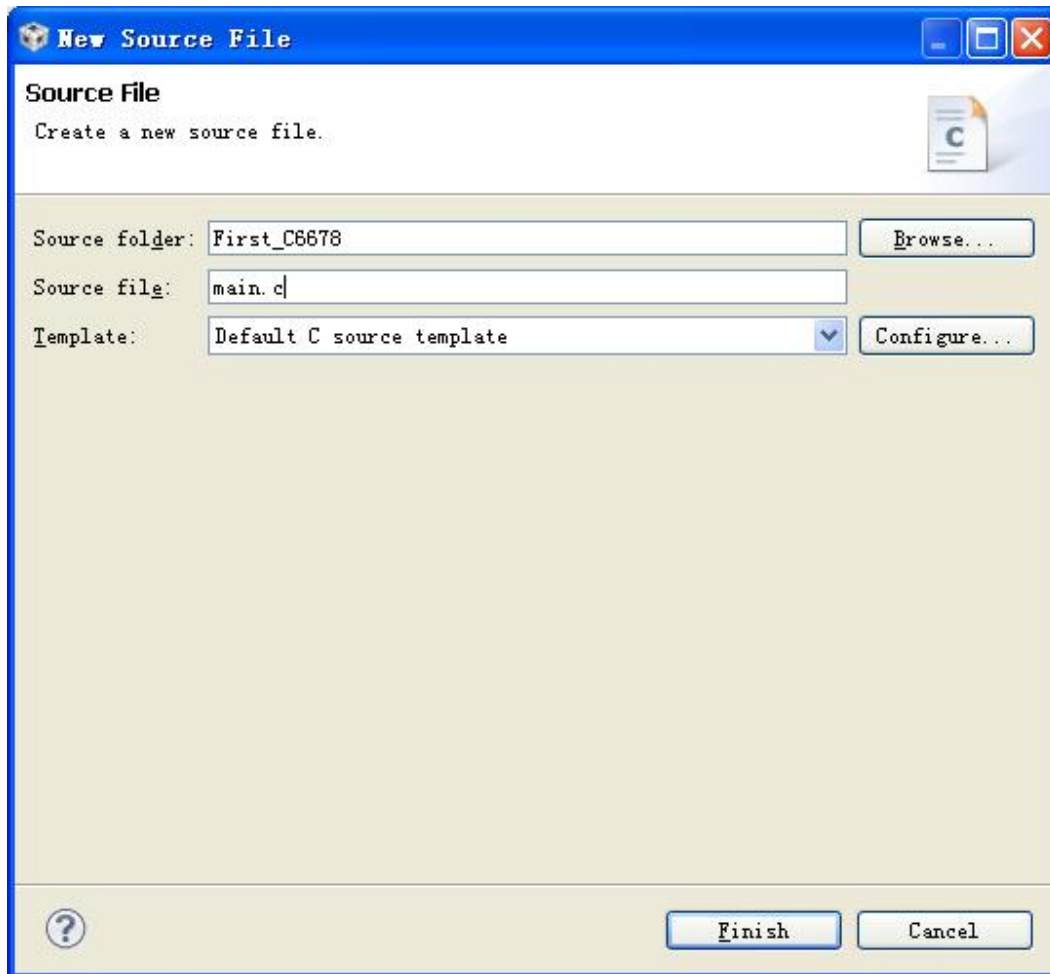 New Source File
Source File
Create a new source file.
C
Source folder: First_C6678 Browse...
Source file: main.c
Template: Default C source template Configure...
?
Finish Cancel